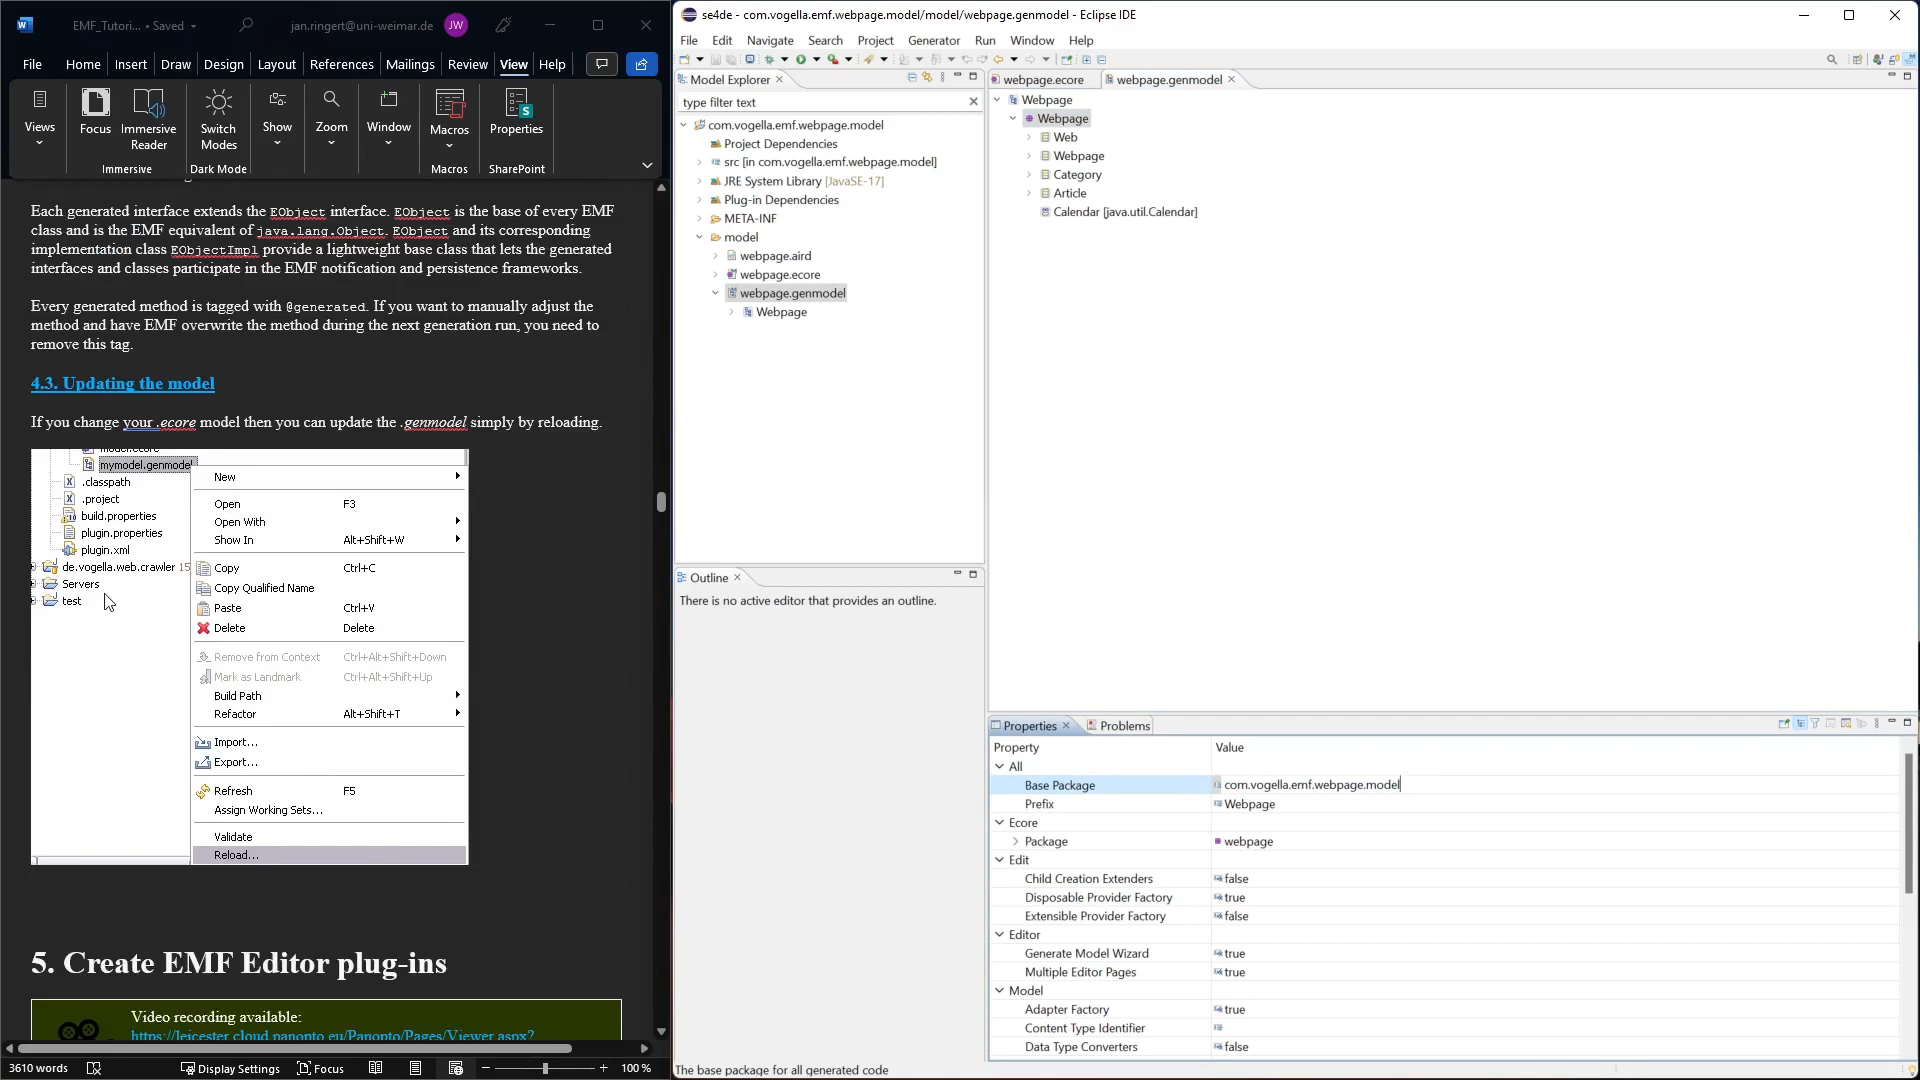 EMF_Tutori... • Saved
jan.ringert@uni-weimar.de
JW
File Home Insert Draw Design Layout References Mailings Review View Help
Views
Focus
Immersive Reader
Switch Modes
Show
Zoom
Window
Macros
Properties
Immersive
Dark Mode
Macros
SharePoint
Each generated interface extends the EObject interface. EObject is the base of every EMF
class and is the EMF equivalent of java.lang.Object. EObject and its corresponding
implementation class EObjectImpl provide a lightweight base class that lets the generated
interfaces and classes participate in the EMF notification and persistence frameworks.
Every generated method is tagged with @generated. If you want to manually adjust the
method and have EMF overwrite the method during the next generation run, you need to
remove this tag.
4.3. Updating the model
If you change your .ecore model then you can update the .genmodel simply by reloading.
model.ecore
mymodel.genmodel
.classpath
.project
build.properties
plugin.properties
plugin.xml
de.vogella.web.crawler 15
Servers
test
New
Open F3
Open With
Show In Alt+Shift+W
Copy Ctrl+C
Copy Qualified Name
Paste Ctrl+V
Delete Delete
Remove from Context Ctrl+Alt+Shift+Down
Mark as Landmark Ctrl+Alt+Shift+Up
Build Path
Refactor Alt+Shift+T
Import...
Export...
Refresh F5
Assign Working Sets...
Validate
Reload...
5. Create EMF Editor plug-ins
Video recording available:
https://leicester.cloud.panopto.eu/Panopto/Pages/Viewer.aspx?
3610 words
Display Settings
Focus
100 %
se4de - com.vogella.emf.webpage.model/model/webpage.genmodel - Eclipse IDE
File Edit Navigate Search Project Generator Run Window Help
Model Explorer
type filter text
com.vogella.emf.webpage.model
Project Dependencies
src [in com.vogella.emf.webpage.model]
JRE System Library [JavaSE-17]
Plug-in Dependencies
META-INF
model
webpage.aird
webpage.ecore
webpage.genmodel
Webpage
Outline
There is no active editor that provides an outline.
webpage.ecore
webpage.genmodel
Webpage
Webpage
Web
Webpage
Category
Article
Calendar [java.util.Calendar]
Properties
Problems
Property Value
All
Base Package com.vogella.emf.webpage.model
Prefix Webpage
Ecore
Package webpage
Edit
Child Creation Extenders false
Disposable Provider Factory true
Extensible Provider Factory false
Editor
Generate Model Wizard true
Multiple Editor Pages true
Model
Adapter Factory true
Content Type Identifier
Data Type Converters false
The base package for all generated code